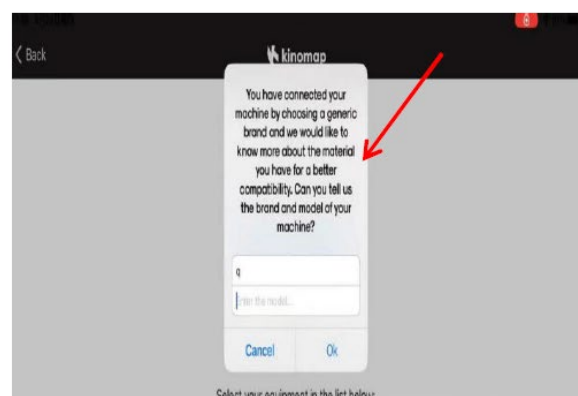 Back
kinomap
You have connected your
machine by choosing a generic
brand and we would like to
know more about the material
you have for a better
compatibility. Can you tell us
the brand and model of your
machine?
q
Enter the model...
Cancel
Ok
Select your equipment in the list below: